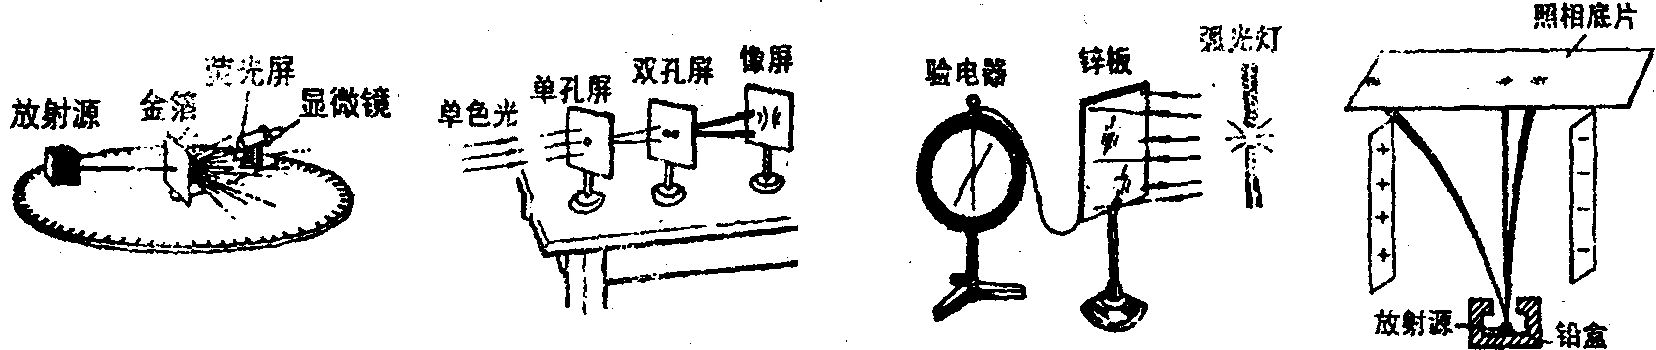 放射源
金箔
荧光屏
显微镜
单色光
单孔屏
双孔屏
像屏
验电器
锌板
弧光灯
照相底片
+
+
+
+
-
-
-
-
放射源
铅盒